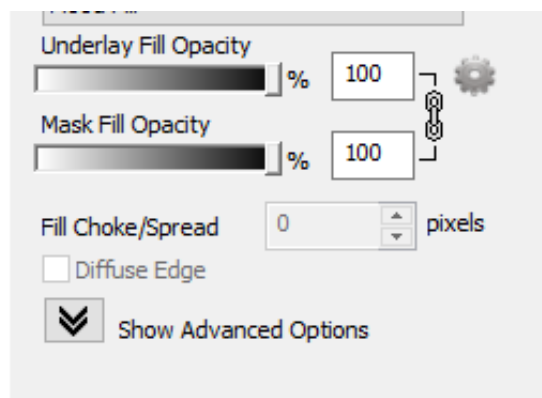 Underlay Fill Opacity
% 100
Mask Fill Opacity
% 100
Fill Choke/Spread 0 pixels
Diffuse Edge
Show Advanced Options